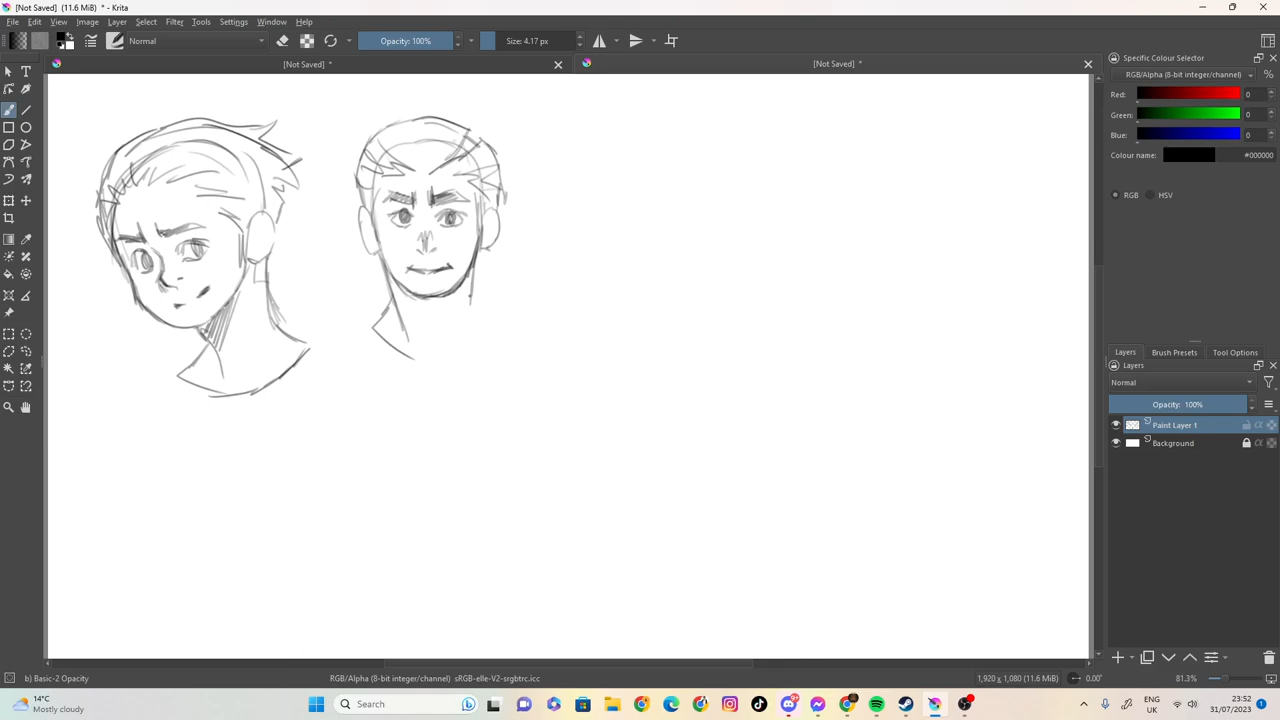 [Not Saved] (11.6 MiB) * - Krita
File Edit View Image Layer Select Filter Tools Settings Window Help
Normal Opacity: 100% Size: 4.17 px
[Not Saved] * [Not Saved] *
Specific Colour Selector
RGB/Alpha (8-bit integer/channel) %
Red: 0
Green: 0
Blue: 0
Colour name: #000000
RGB HSV
Layers Brush Presets Tool Options
Layers
Normal
Opacity: 100%
Paint Layer 1
Background
b) Basic-2 Opacity RGB/Alpha (8-bit integer/channel) sRGB-elle-V2-srgbtrc.icc 1,920 x 1,080 (11.6 MiB) 0.00° 81.3%
14°C
Mostly cloudy
Search
9+
ENG
UK
23:52
31/07/2023
1